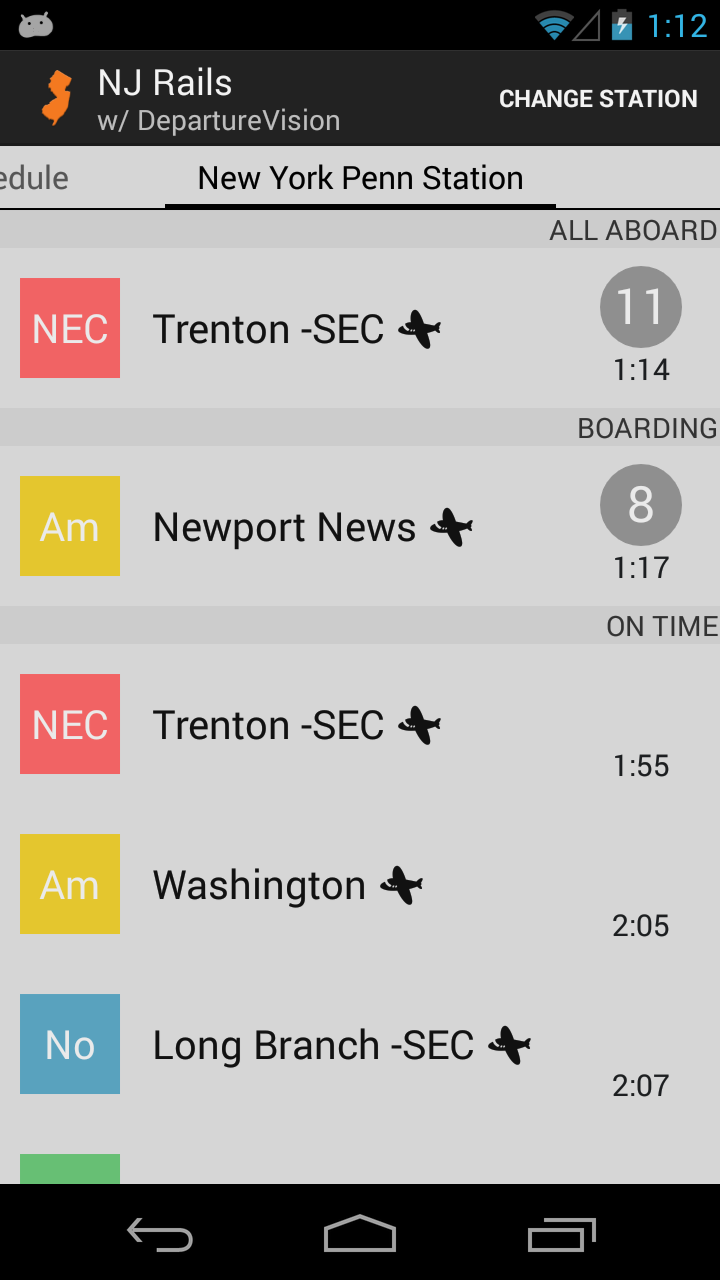 1:12
NJ Rails
w/ DepartureVision
CHANGE STATION
edule
New York Penn Station
ALL ABOARD
NEC
Trenton -SEC
11
1:14
BOARDING
Am
Newport News
8
1:17
ON TIME
NEC
Trenton -SEC
1:55
Am
Washington
2:05
No
Long Branch -SEC
2:07